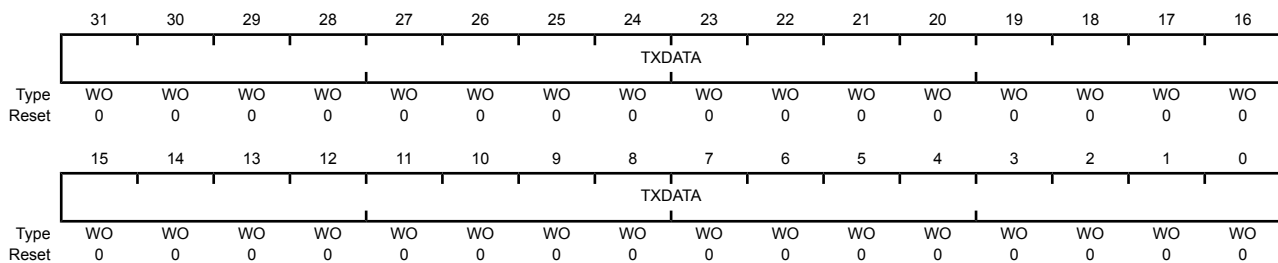 31 30 29 28 27 26 25 24 23 22 21 20 19 18 17 16
TXDATA
Type WO WO WO WO WO WO WO WO WO WO WO WO WO WO WO WO
Reset 0 0 0 0 0 0 0 0 0 0 0 0 0 0 0 0
15 14 13 12 11 10 9 8 7 6 5 4 3 2 1 0
TXDATA
Type WO WO WO WO WO WO WO WO WO WO WO WO WO WO WO WO
Reset 0 0 0 0 0 0 0 0 0 0 0 0 0 0 0 0